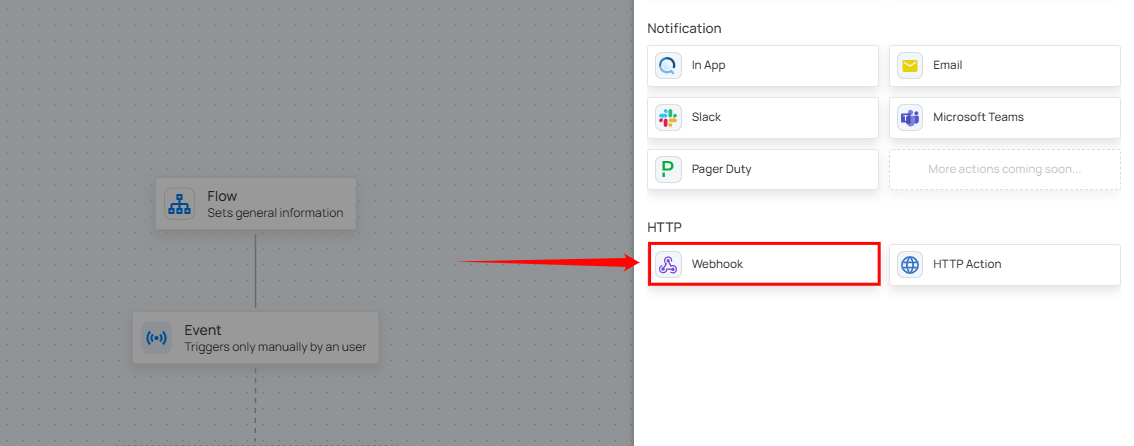 Notification
In App
Email
Slack
Microsoft Teams
Pager Duty
More actions coming soon...
Flow
Sets general information
HTTP
Webhook
HTTP Action
Event
Triggers only manually by an user